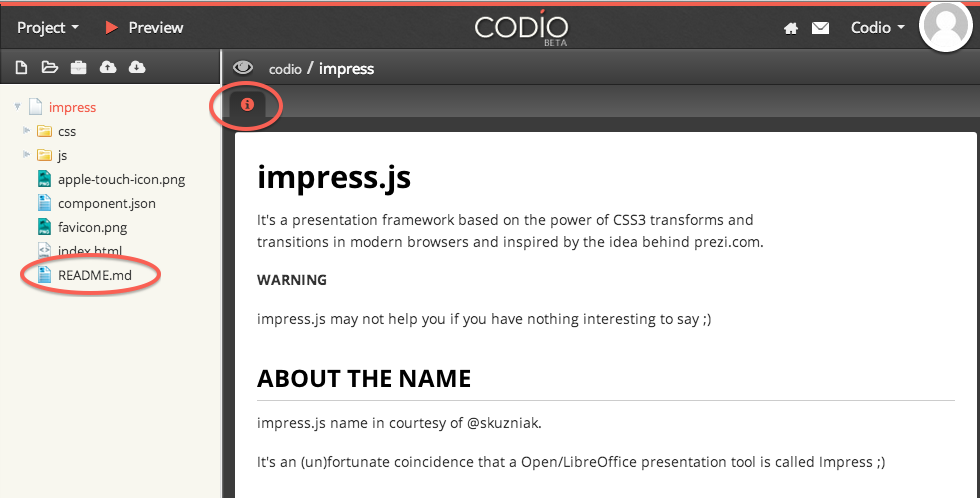 Project
Preview
CODIO
BETA
Codio
codio / impress
impress
css
js
apple-touch-icon.png
component.json
favicon.png
index.html
README.md
impress.js
It's a presentation framework based on the power of CSS3 transforms and
transitions in modern browsers and inspired by the idea behind prezi.com.
WARNING
impress.js may not help you if you have nothing interesting to say ;)
ABOUT THE NAME
impress.js name in courtesy of @skuzniak.
It's an (un)fortunate coincidence that a Open/LibreOffice presentation tool is called Impress ;)